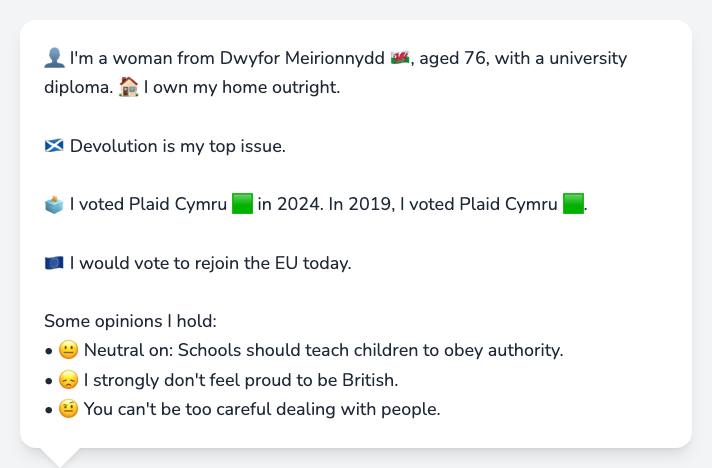 👤 I'm a woman from Dwyfor Meirionnydd 🏴󠁧󠁢󠁷󠁬󠁳󠁿, aged 76, with a university
diploma. 🏠 I own my home outright.
🏴󠁧󠁢󠁳󠁣󠁴󠁿 Devolution is my top issue.
🗳️ I voted Plaid Cymru 🟩 in 2024. In 2019, I voted Plaid Cymru 🟩.
🇪🇺 I would vote to rejoin the EU today.
Some opinions I hold:
• 😐 Neutral on: Schools should teach children to obey authority.
• 😞 I strongly don't feel proud to be British.
• 🤨 You can't be too careful dealing with people.